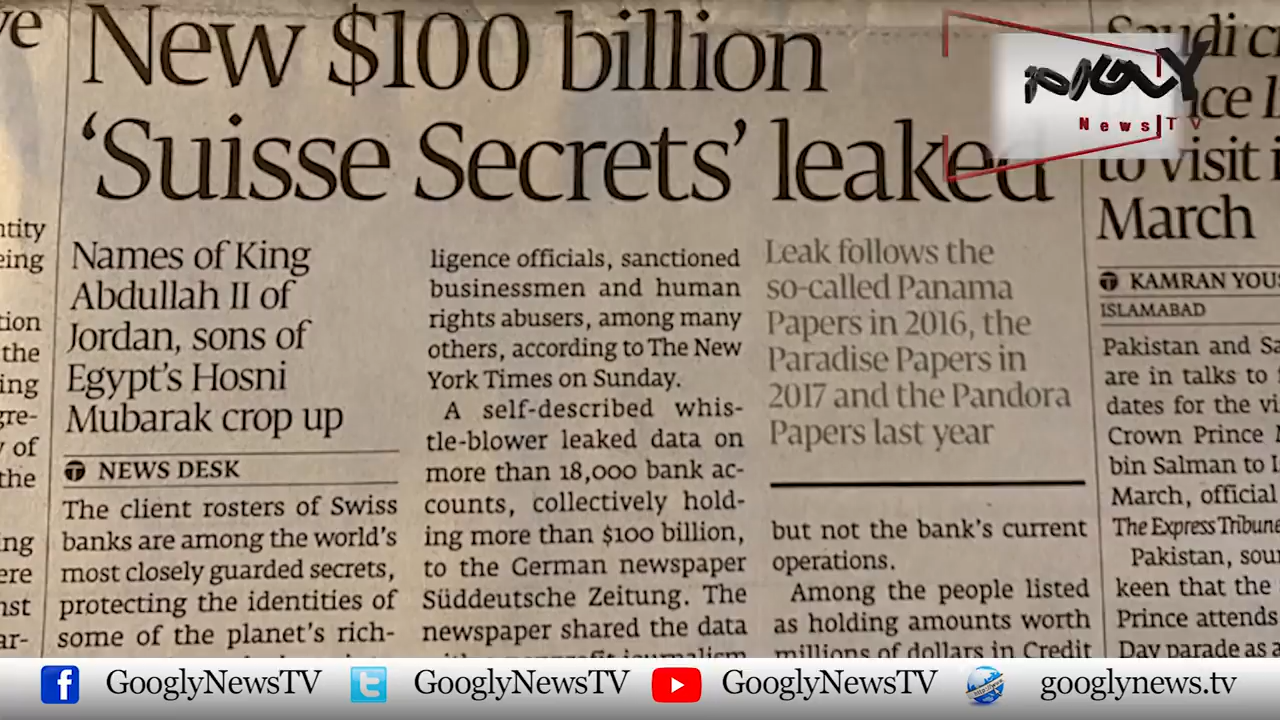 New $100 billion
'Suisse Secrets' leaked
Names of King
Abdullah II of
Jordan, sons of
Egypt's Hosni
Mubarak crop up
NEWS DESK
The client rosters of Swiss
banks are among the world's
most closely guarded secrets,
protecting the identities of
some of the planet's rich-
ligence officials, sanctioned
businessmen and human
rights abusers, among many
others, according to The New
York Times on Sunday.
A self-described whis-
tle-blower leaked data on
more than 18,000 bank ac-
counts, collectively hold-
ing more than $100 billion,
to the German newspaper
Süddeutsche Zeitung. The
newspaper shared the data
Leak follows the
so-called Panama
Papers in 2016, the
Paradise Papers in
2017 and the Pandora
Papers last year
but not the bank's current
operations.
Among the people listed
as holding amounts worth
millions of dollars in Credit
Saudi
to visit
March
KAMRAN
ISLAMABAD
Pakistan and
are in talks to
dates for the
Crown Prince
bin Salman to
March, official
The Express Tribune
Pakistan,
keen that the
Prince attends
Day parade as a
News TV
GooglyNewsTV
GooglyNewsTV
GooglyNewsTV
googlynews.tv